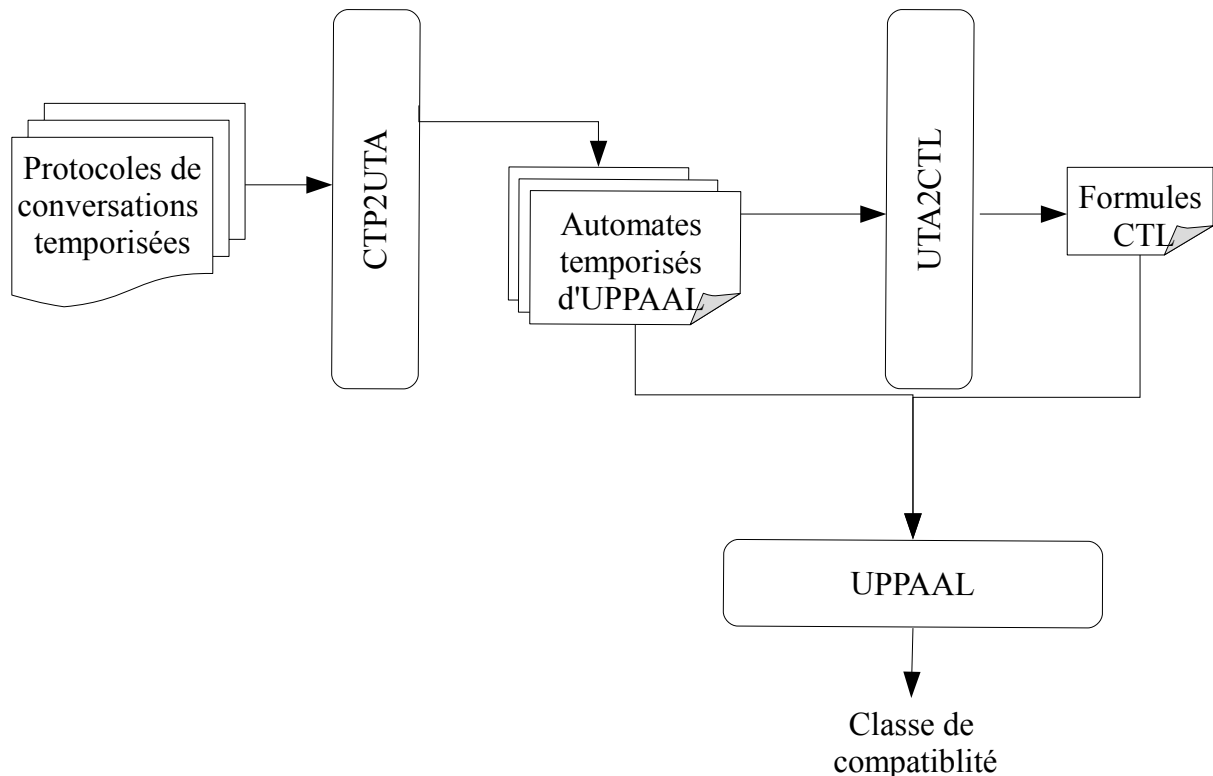 Protocoles de
conversations
temporisées
CTP2UTA
Automates
temporisés
d'UPPAAL
UTA2CTL
Formules
CTL
UPPAAL
Classe de
compatiblité